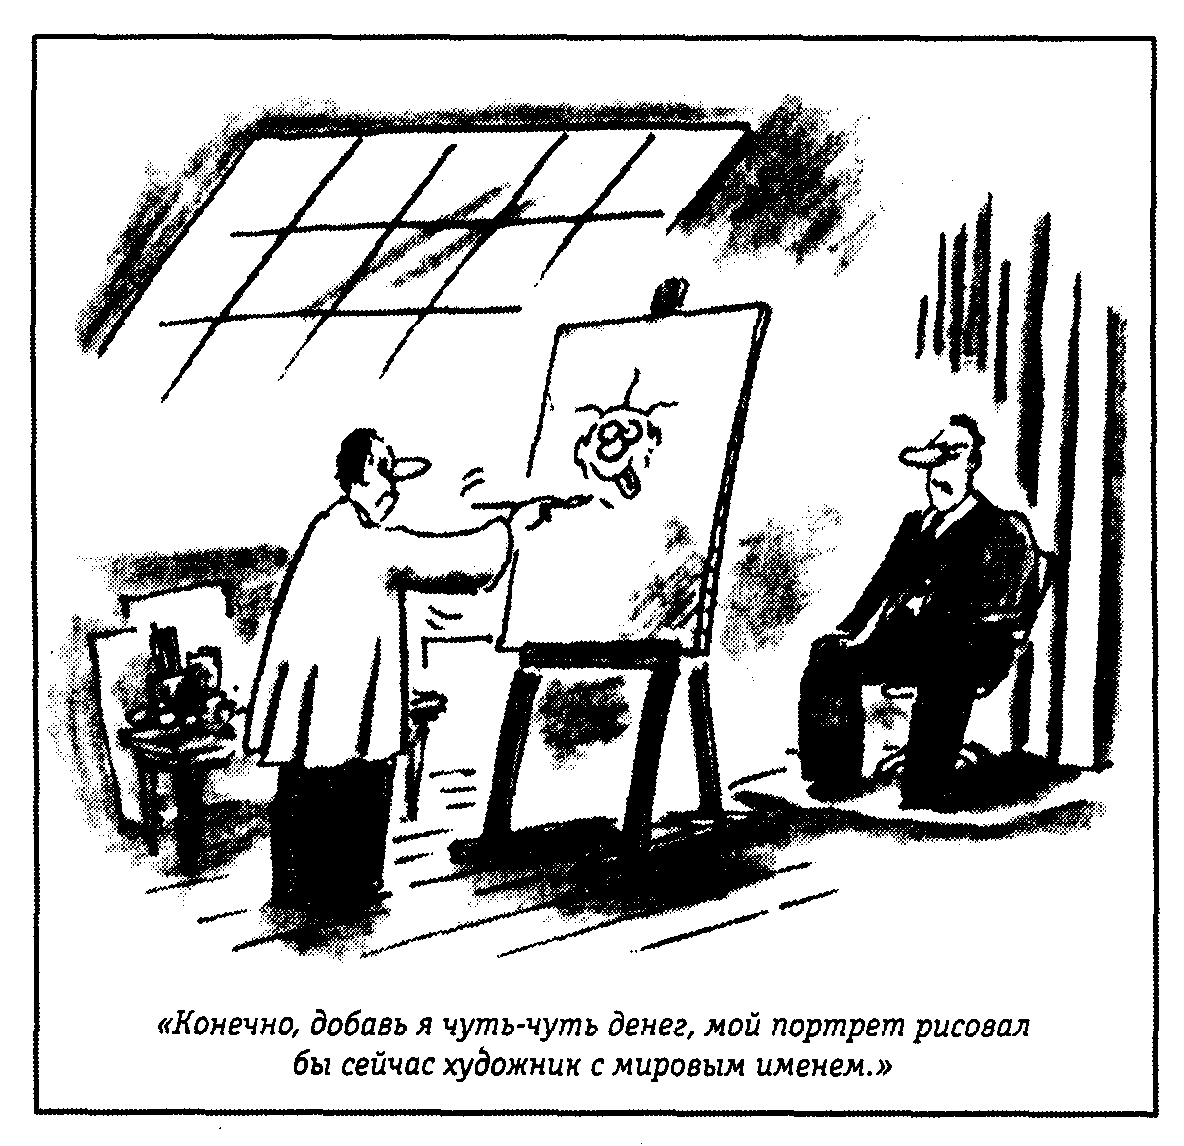 «Конечно, добавь я чуть-чуть денег, мой портрет рисовал
бы сейчас художник с мировым именем.»